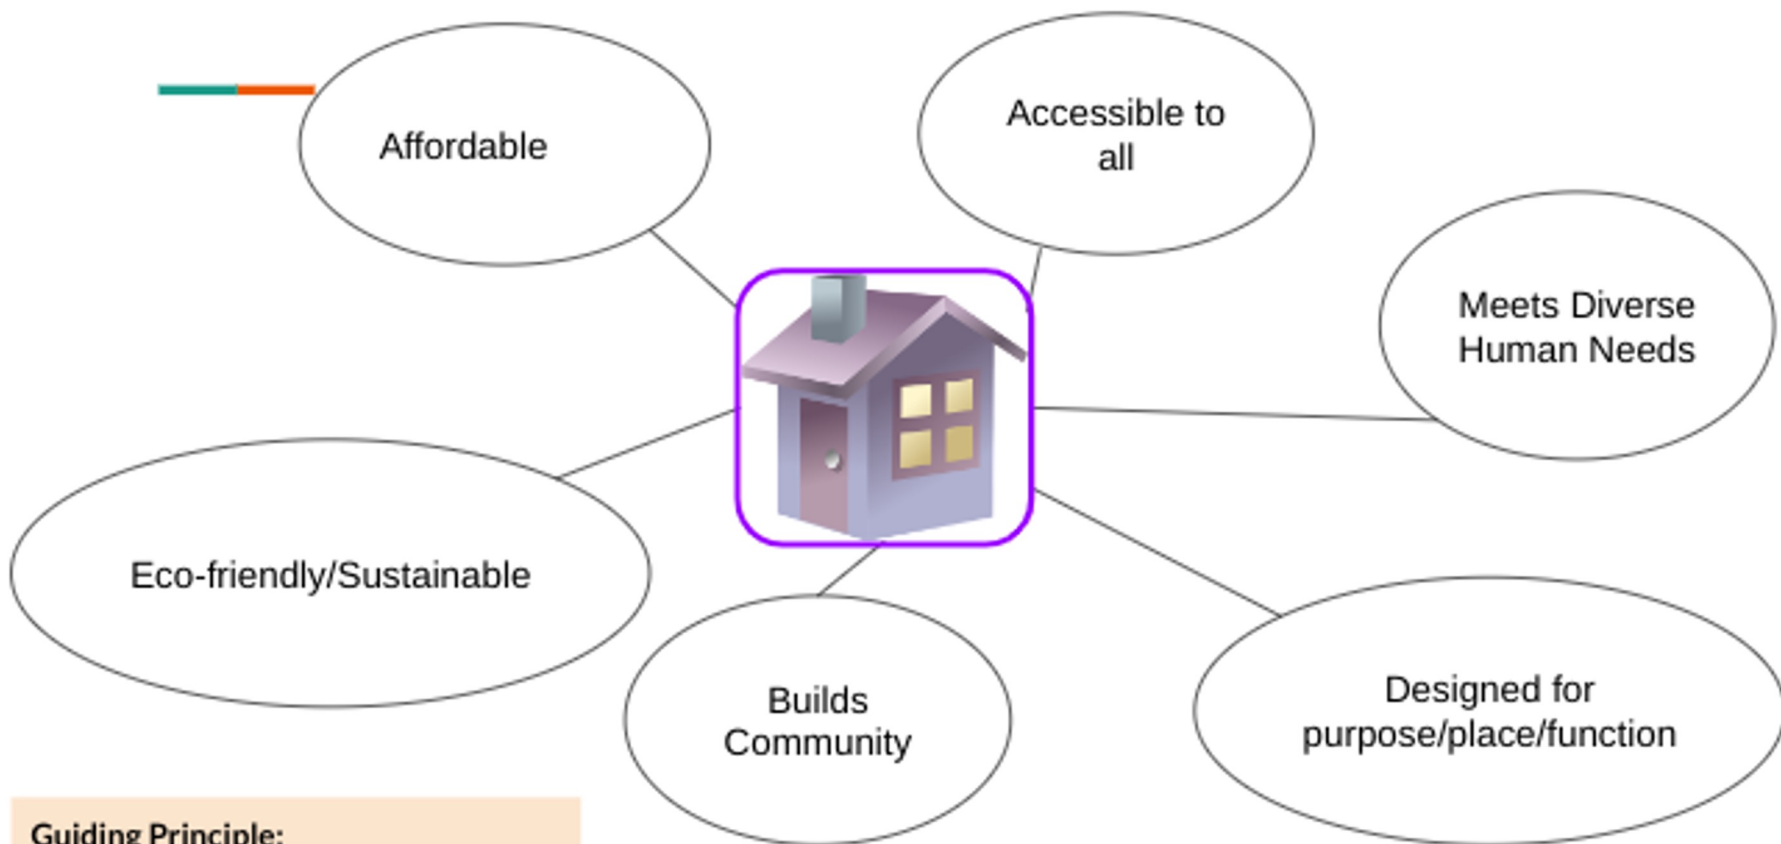 Affordable
Accessible to
all
Meets Diverse
Human Needs
Eco-friendly/Sustainable
Builds
Community
Designed for
purpose/place/function
Guiding Principle: